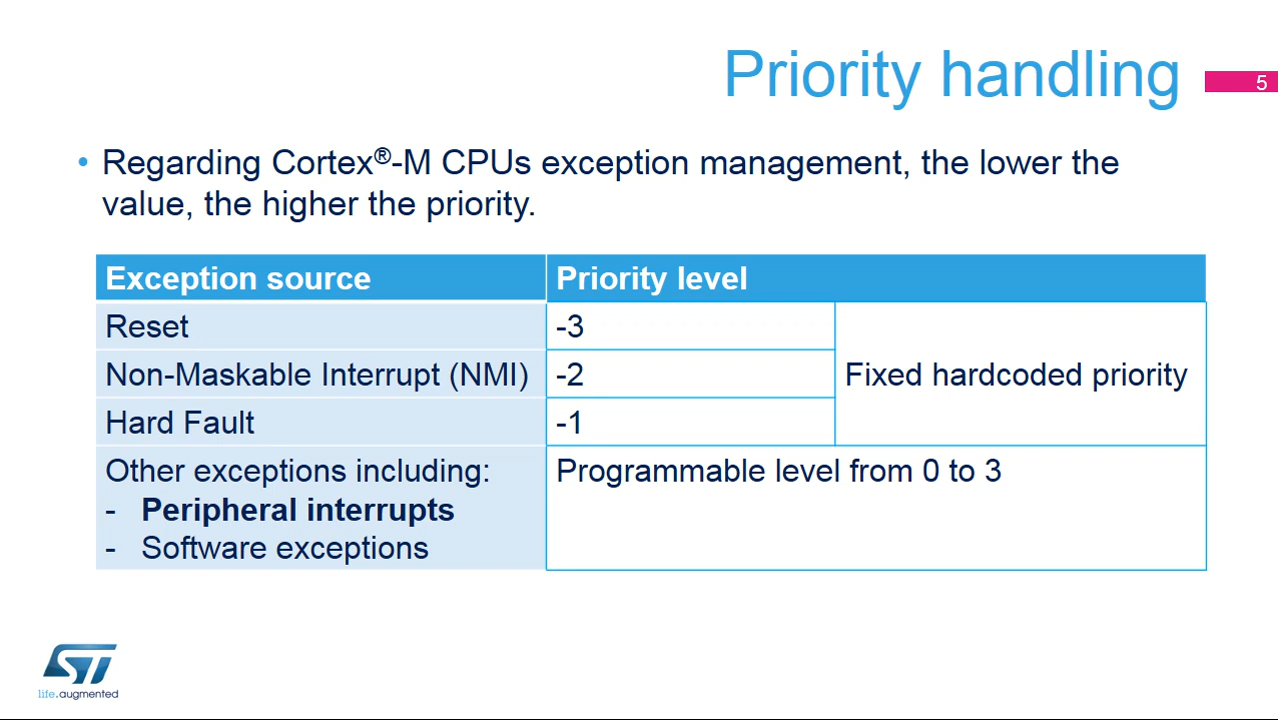 Priority handling
5
• Regarding Cortex®-M CPUs exception management, the lower the
value, the higher the priority.
Exception source Priority level
Reset -3
Non-Maskable Interrupt (NMI) -2 Fixed hardcoded priority
Hard Fault -1
Other exceptions including: Programmable level from 0 to 3
- Peripheral interrupts
- Software exceptions
ST
life.augmented